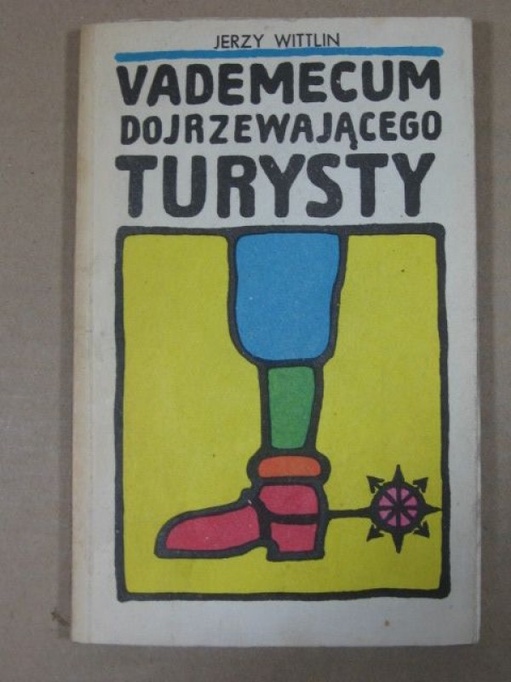 JERZY WITTLIN
VADEMECUM
DOJRZEWAJĄCEGO
TURYSTY